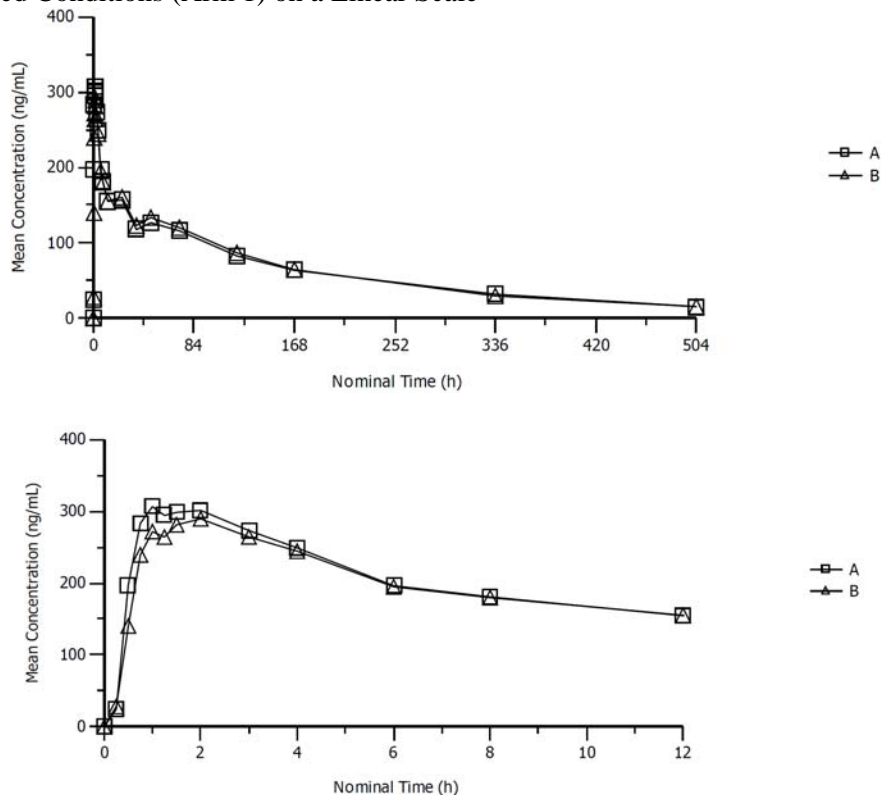 ed Conditions (Arm 1) on a Linear Scale
400
300
200
100
0
Mean Concentration (ng/mL)
0 84 168 252 336 420 504
Nominal Time (h)
A
B
400
300
200
100
0
Mean Concentration (ng/mL)
0 2 4 6 8 10 12
Nominal Time (h)
A
B